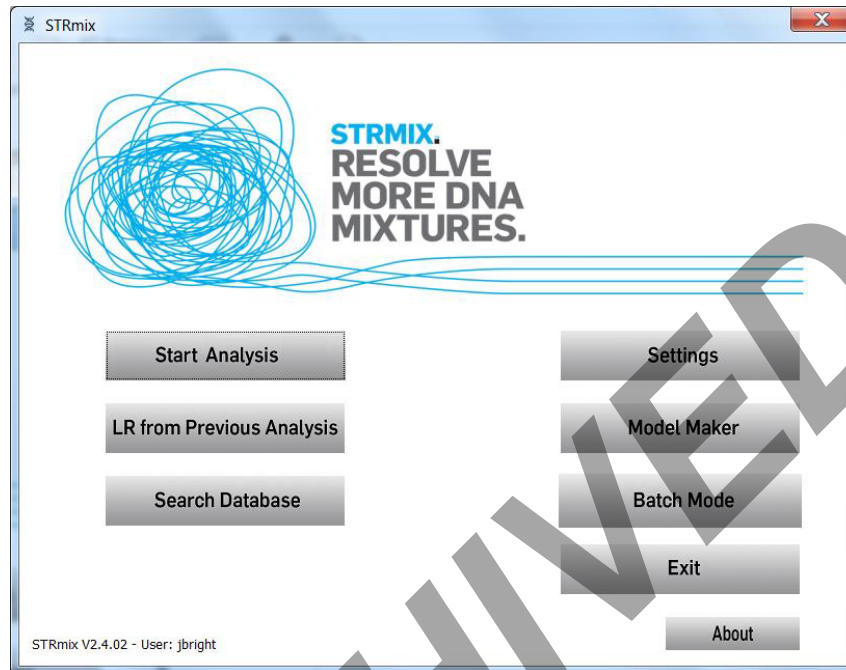 STRmix
STRMIX.
RESOLVE
MORE DNA
MIXTURES.
Start Analysis
Settings
LR from Previous Analysis
Model Maker
Search Database
Batch Mode
Exit
About
STRmix V2.4.02 - User: jbright
HIVED